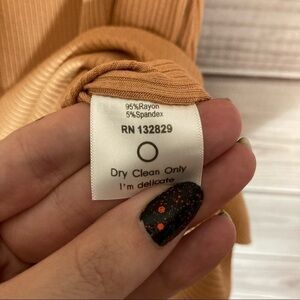 95%Rayon
5%Spandex
RN 132829
Dry Clean Only
I'm delicate